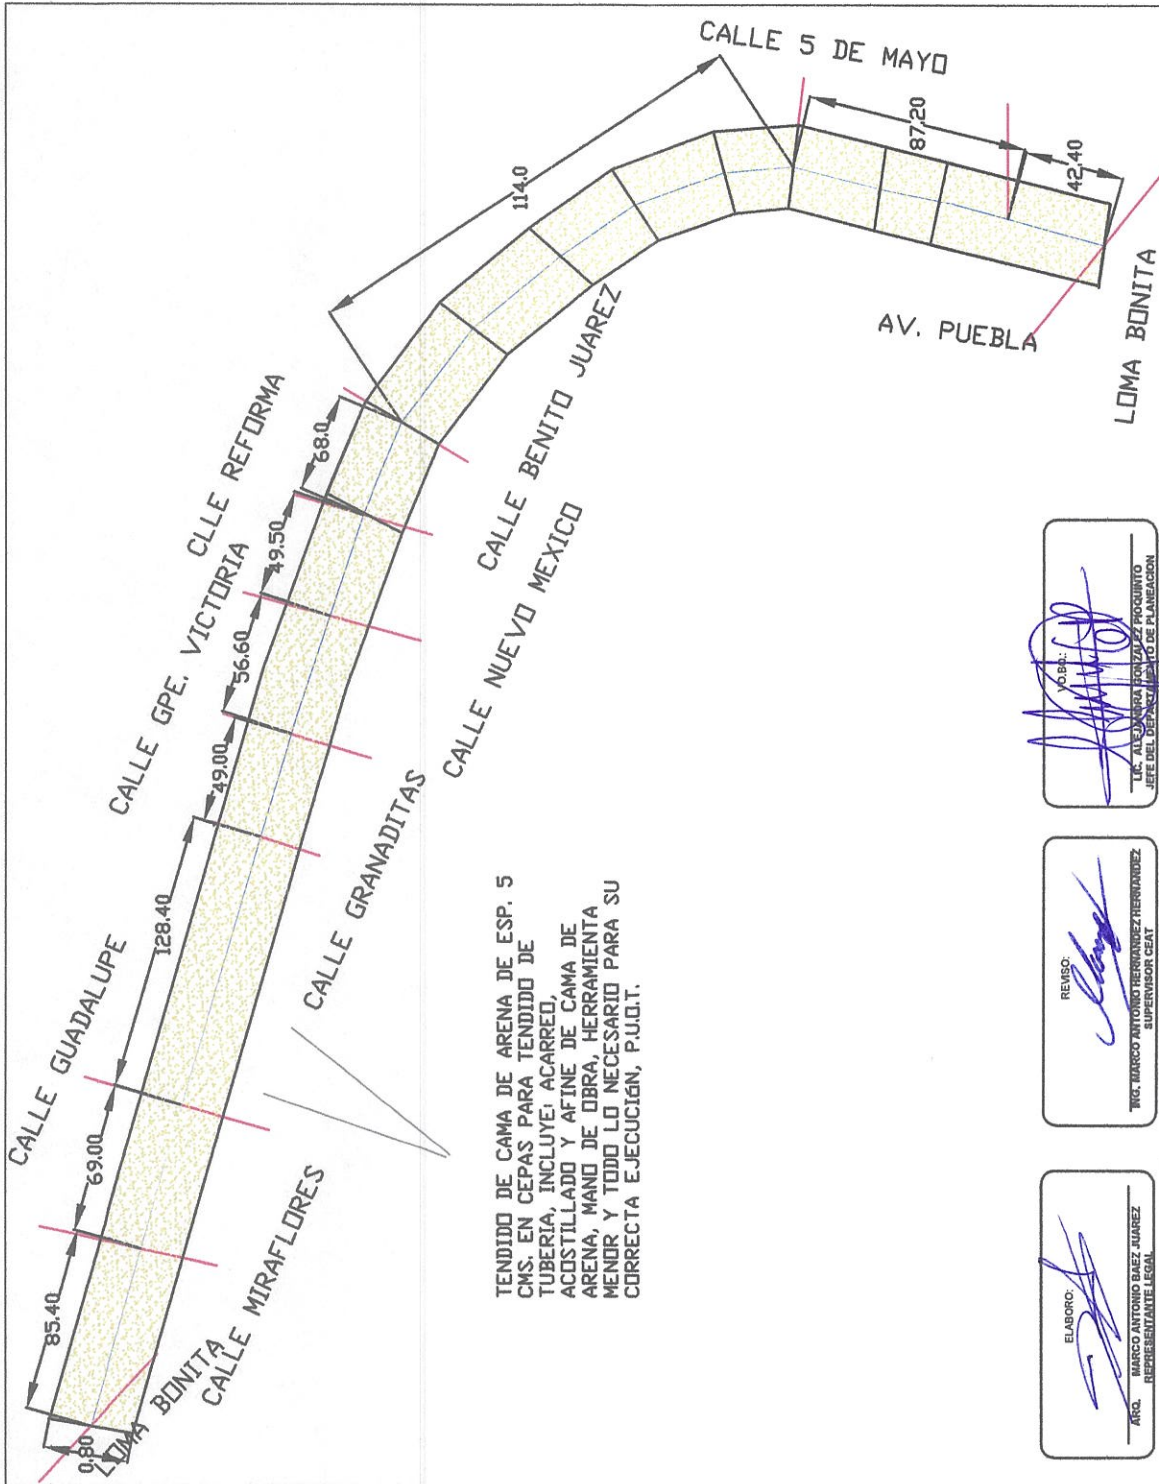 CALLE 5 DE MAYO
87.20
42.40
114.0
AV. PUEBLA
LOMA BONITA
CLLE REFORMA
68.0
CALLE BENITO JUAREZ
49.50
CALLE GPE. VICTORIA
56.60
CALLE NUEVO MEXICO
49.00
CALLE GRANADITAS
128.40
CALLE GUADALUPE
69.00
85.40
CALLE MIRAFLORES
LOMA BONITA
0.80
TENDIDO DE CAMA DE ARENA DE ESP. 5
CMS. EN CEPAS PARA TENDIDO DE
TUBERIA, INCLUYE: ACARREO,
ACOSTILLADO Y AFINE DE CAMA DE
ARENA, MANO DE OBRA, HERRAMIENTA
MENOR Y TODO LO NECESARIO PARA SU
CORRECTA EJECUCIÓN, P.U.O.T.
ELABORO:
ARQ. MARCO ANTONIO BAEZ JUAREZ
REPRESENTANTE LEGAL
REVISO:
ING. MARCO ANTONIO HERNANDEZ HERNANDEZ
SUPERVISOR CEAT
VO.BO.:
LIC. ALEJANDRA GONZALEZ PIOQUINTO
JEFE DEL DEPARTAMENTO DE PLANEACION